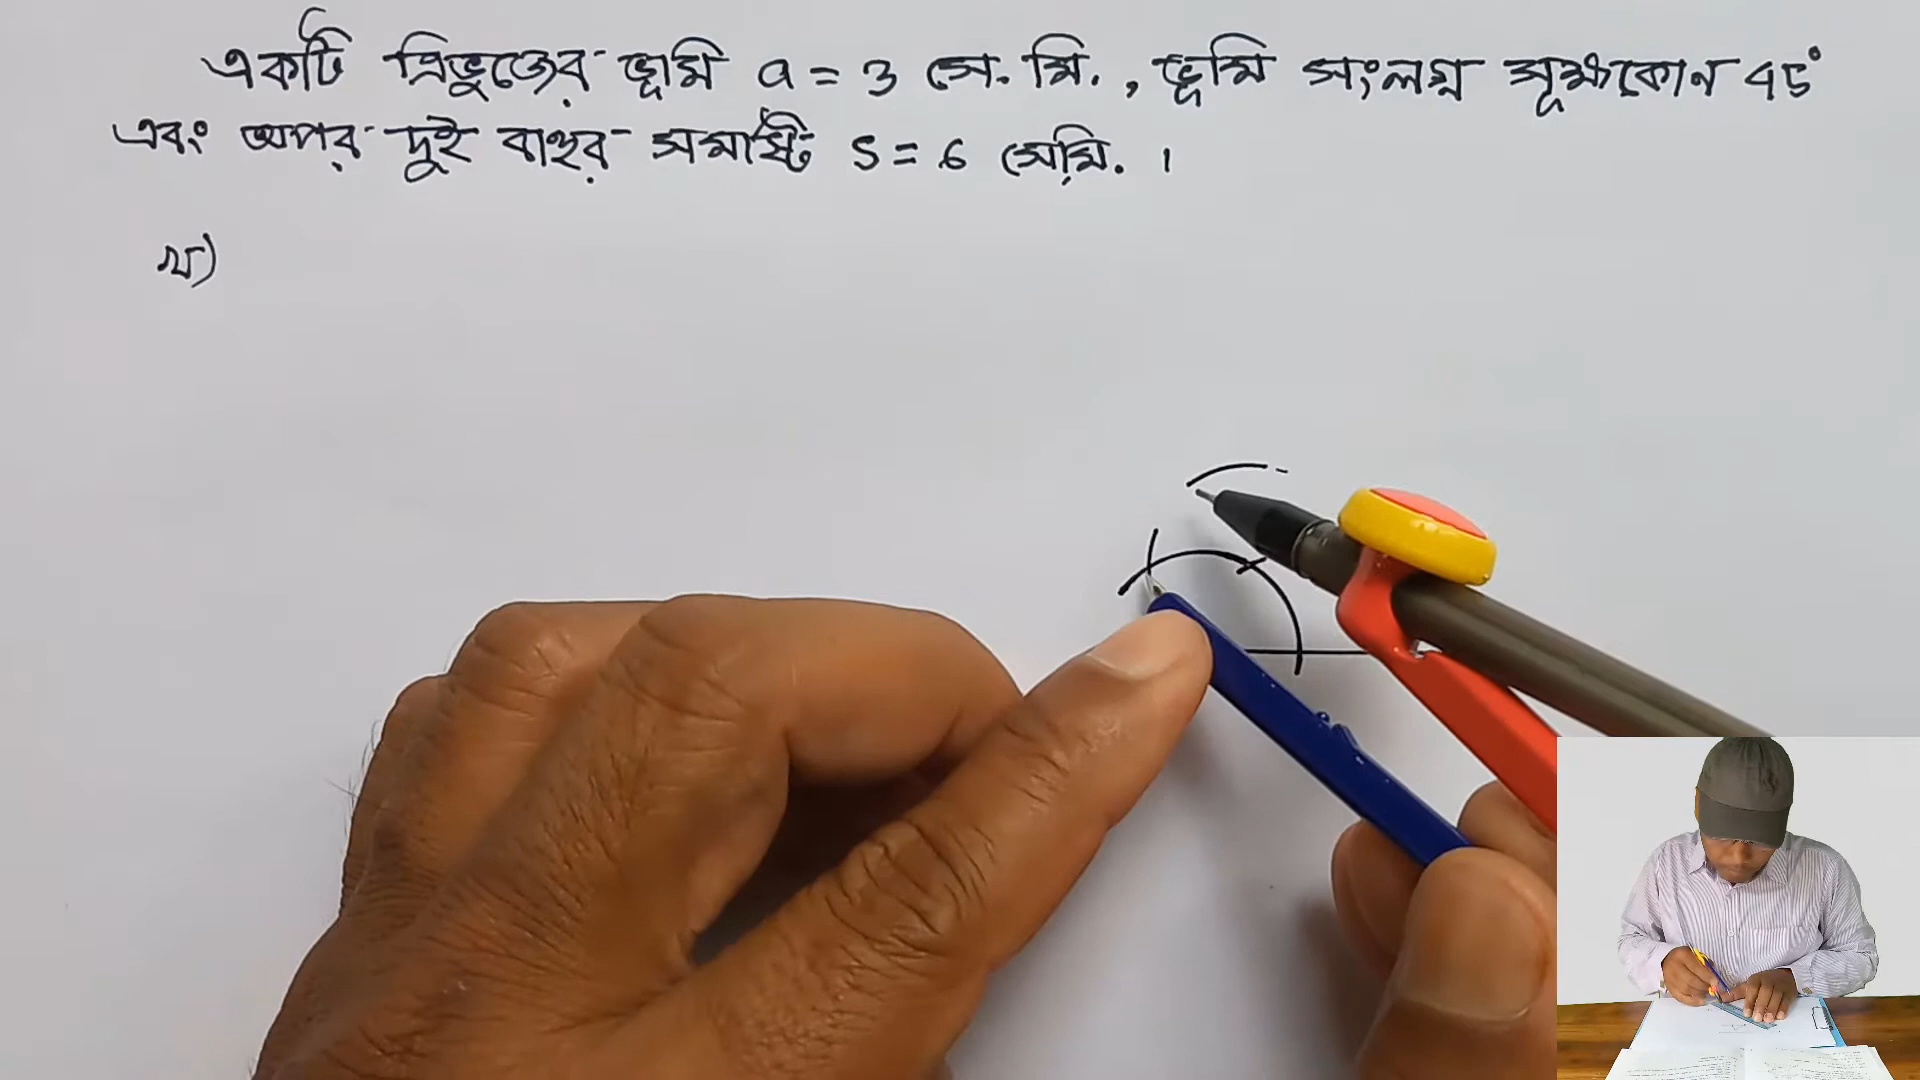 একটি ত্রিভুজের ভূমি a = 3 সে. মি. , ভূমি সংলগ্ন সূক্ষ্মকোন 45°
এবং অপর দুই বাহুর সমষ্টি s = 6 সেমি. ।
খ)